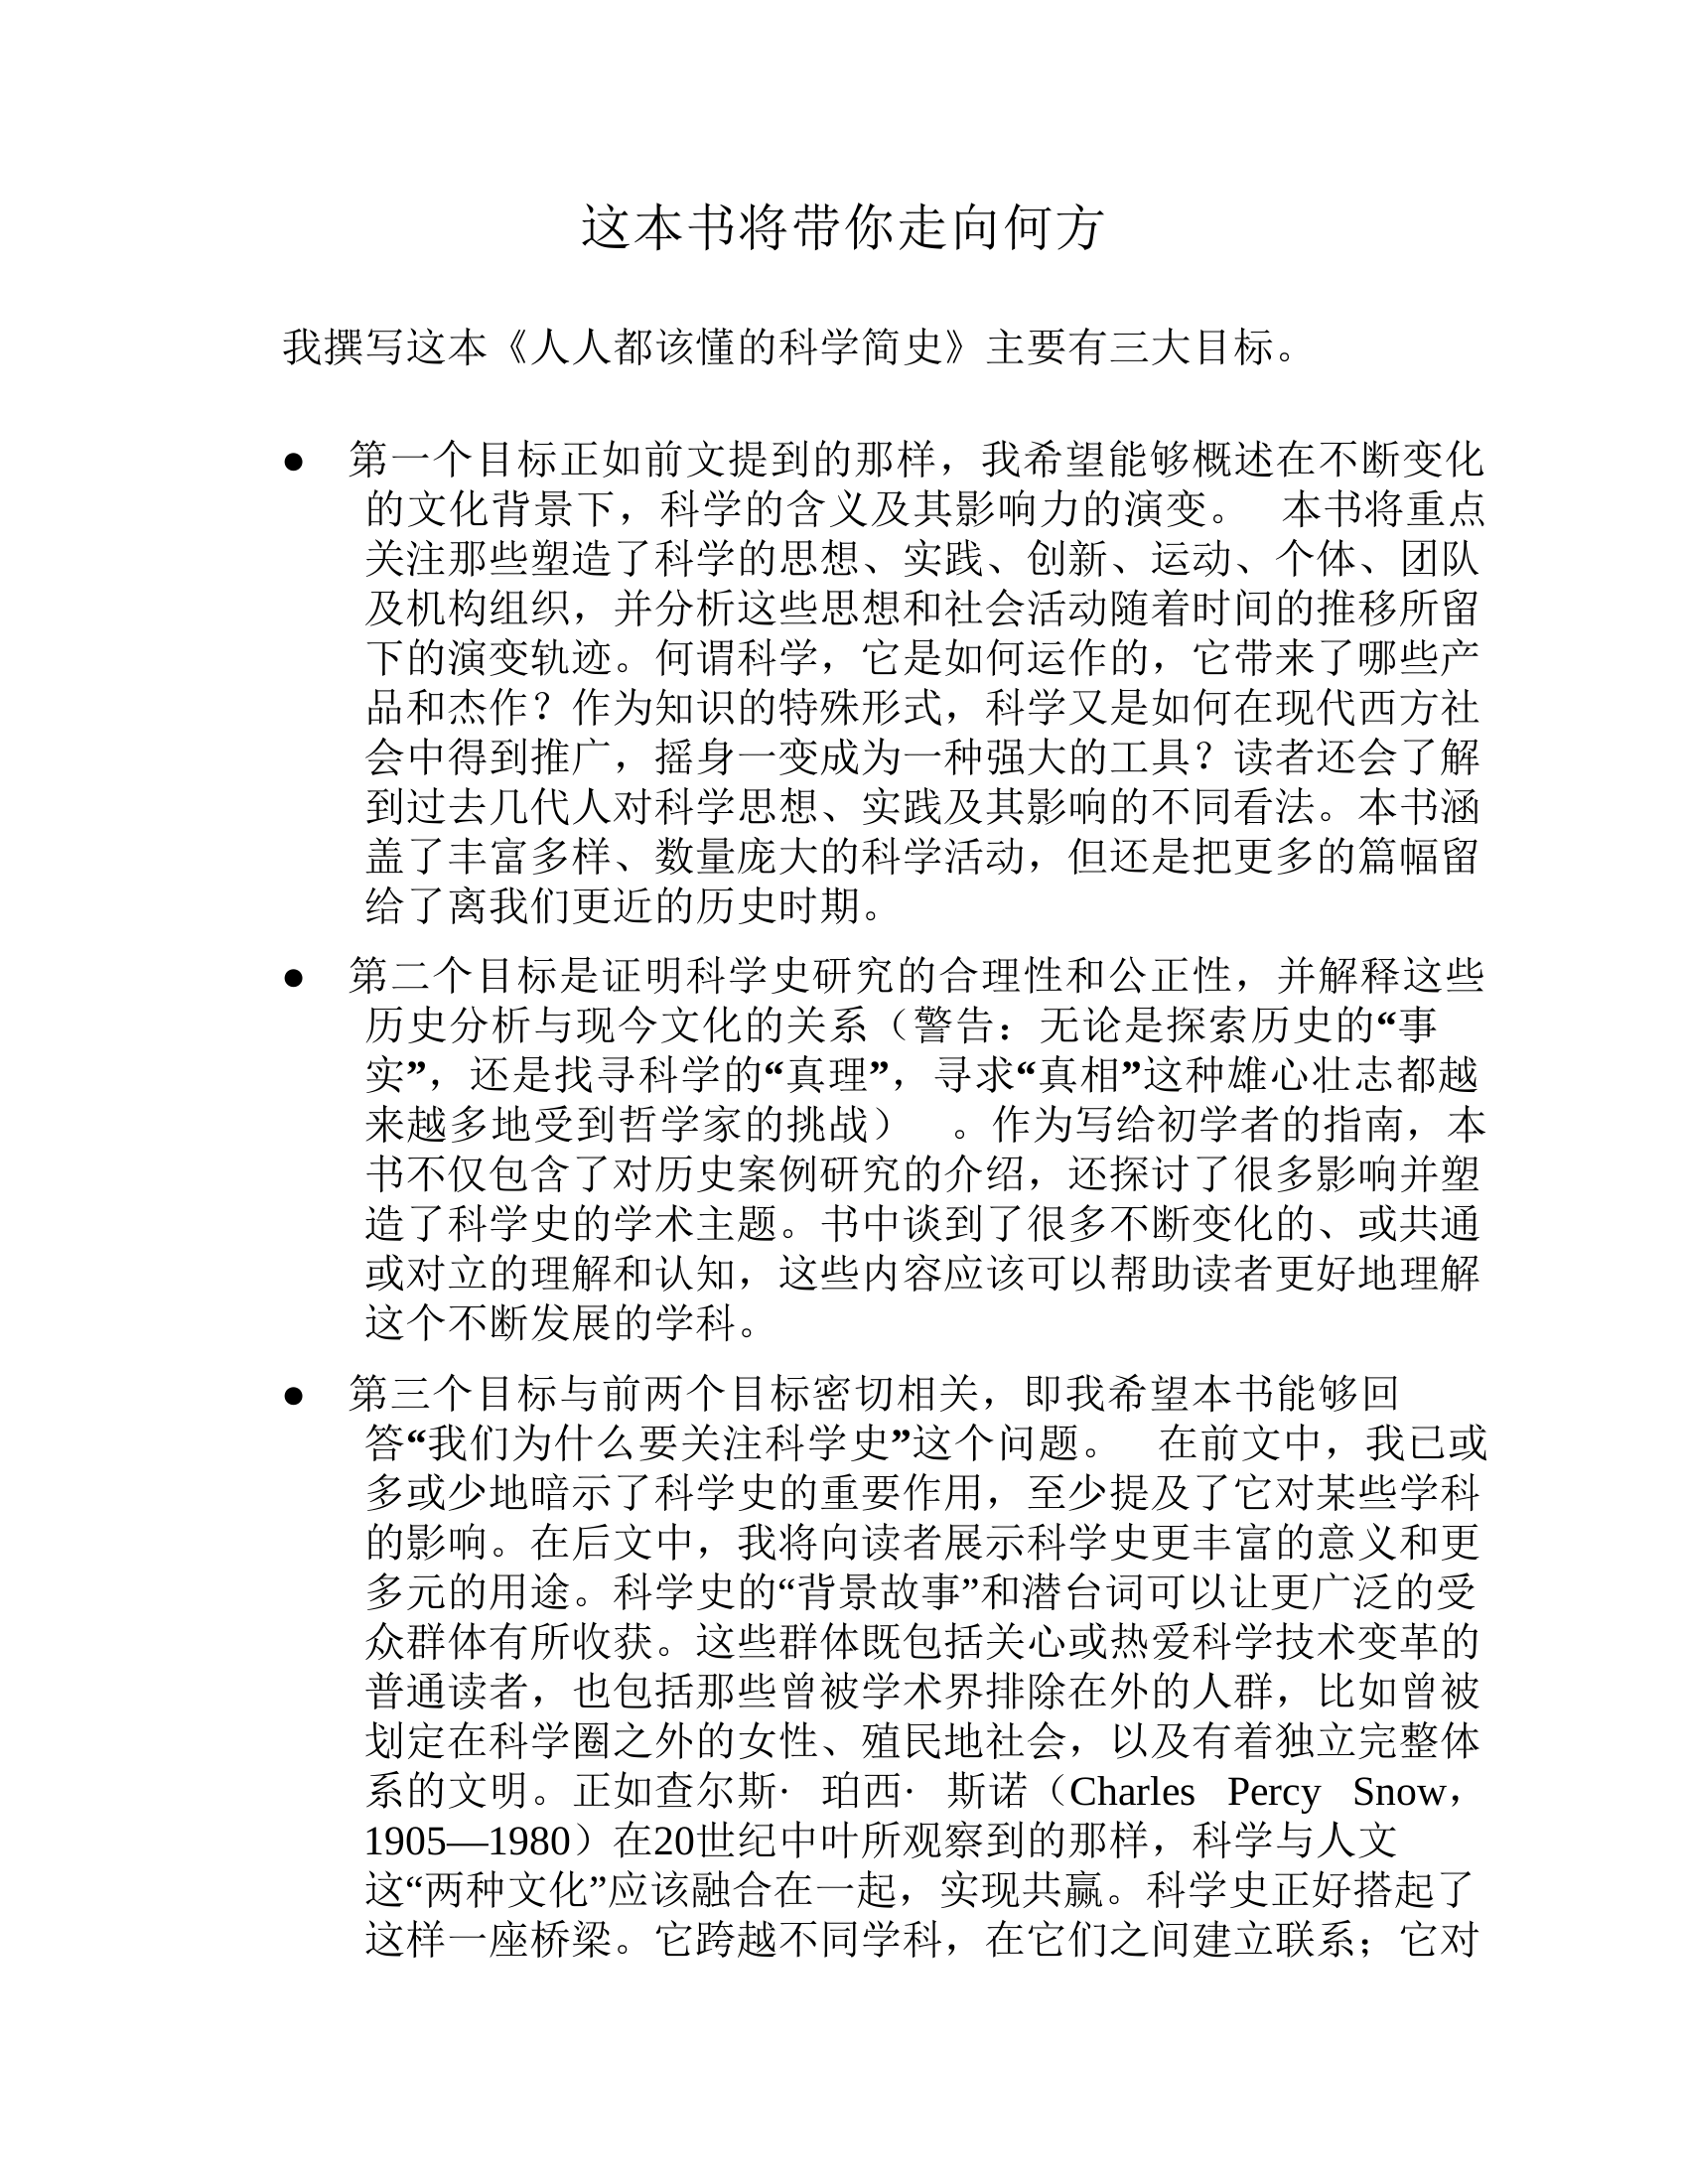 这本书将带你走向何方
我撰写这本《人人都该懂的科学简史》主要有三大目标。
● 第一个目标正如前文提到的那样，我希望能够概述在不断变化
的文化背景下，科学的含义及其影响力的演变。 本书将重点
关注那些塑造了科学的思想、实践、创新、运动、个体、团队
及机构组织，并分析这些思想和社会活动随着时间的推移所留
下的演变轨迹。何谓科学，它是如何运作的，它带来了哪些产
品和杰作？作为知识的特殊形式，科学又是如何在现代西方社
会中得到推广，摇身一变成为一种强大的工具？读者还会了解
到过去几代人对科学思想、实践及其影响的不同看法。本书涵
盖了丰富多样、数量庞大的科学活动，但还是把更多的篇幅留
给了离我们更近的历史时期。
● 第二个目标是证明科学史研究的合理性和公正性，并解释这些
历史分析与现今文化的关系（警告：无论是探索历史的“事
实”，还是找寻科学的“真理”，寻求“真相”这种雄心壮志都越
来越多地受到哲学家的挑战） 。作为写给初学者的指南，本
书不仅包含了对历史案例研究的介绍，还探讨了很多影响并塑
造了科学史的学术主题。书中谈到了很多不断变化的、或共通
或对立的理解和认知，这些内容应该可以帮助读者更好地理解
这个不断发展的学科。
● 第三个目标与前两个目标密切相关，即我希望本书能够回
答“我们为什么要关注科学史”这个问题。 在前文中，我已或
多或少地暗示了科学史的重要作用，至少提及了它对某些学科
的影响。在后文中，我将向读者展示科学史更丰富的意义和更
多元的用途。科学史的“背景故事”和潜台词可以让更广泛的受
众群体有所收获。这些群体既包括关心或热爱科学技术变革的
普通读者，也包括那些曾被学术界排除在外的人群，比如曾被
划定在科学圈之外的女性、殖民地社会，以及有着独立完整体
系的文明。正如查尔斯· 珀西· 斯诺（Charles Percy Snow，
1905—1980）在20世纪中叶所观察到的那样，科学与人文
这“两种文化”应该融合在一起，实现共赢。科学史正好搭起了
这样一座桥梁。它跨越不同学科，在它们之间建立联系；它对